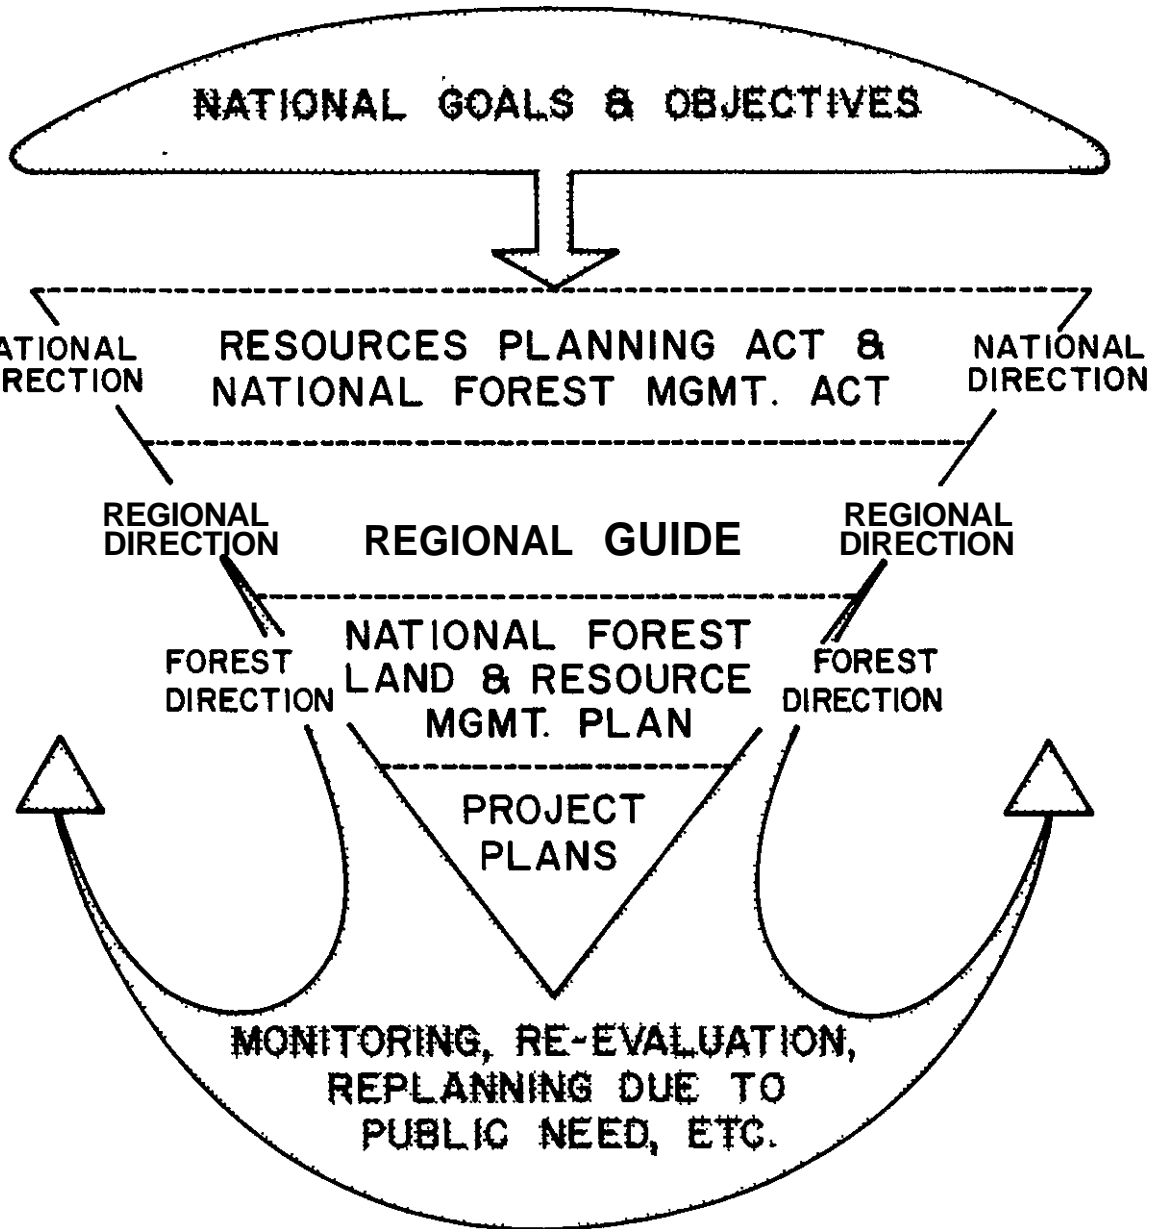 NATIONAL GOALS & OBJECTIVES
ATIONAL
IRECTION
RESOURCES PLANNING ACT &
NATIONAL FOREST MGMT. ACT
NATIONAL
DIRECTION
REGIONAL
DIRECTION
REGIONAL GUIDE
REGIONAL
DIRECTION
FOREST
DIRECTION
NATIONAL FOREST
LAND & RESOURCE
MGMT. PLAN
FOREST
DIRECTION
PROJECT
PLANS
MONITORING, RE-EVALUATION,
REPLANNING DUE TO
PUBLIC NEED, ETC.